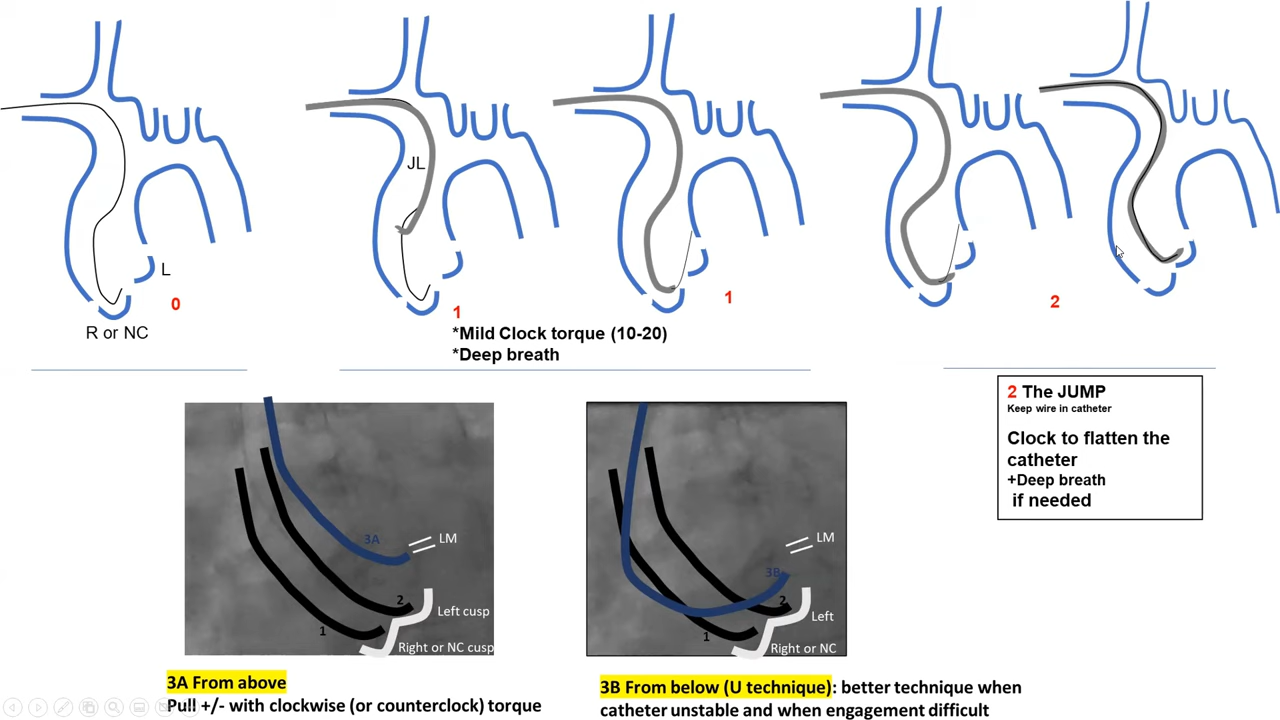 JL
L
0
R or NC
1
*Mild Clock torque (10-20)
*Deep breath
1
2
2 The JUMP
Keep wire in catheter
Clock to flatten the
catheter
+Deep breath
if needed
3A
LM
2
Left cusp
1
Right or NC cusp
3A From above
Pull +/- with clockwise (or counterclock) torque
LM
3B
2
Left
1
Right or NC
3B From below (U technique): better technique when
catheter unstable and when engagement difficult